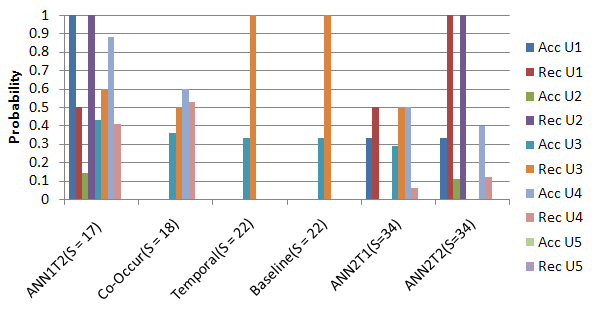 1
0.9
0.8
0.7
0.6
0.5
0.4
0.3
0.2
0.1
0
Probability
ANN1T2(S = 17)
Co-Occur(S = 18)
Temporal(S = 22)
Baseline(S = 22)
ANN2T1(S=34)
ANN2T2(S=34)
Acc U1
Rec U1
Acc U2
Rec U2
Acc U3
Rec U3
Acc U4
Rec U4
Acc U5
Rec U5